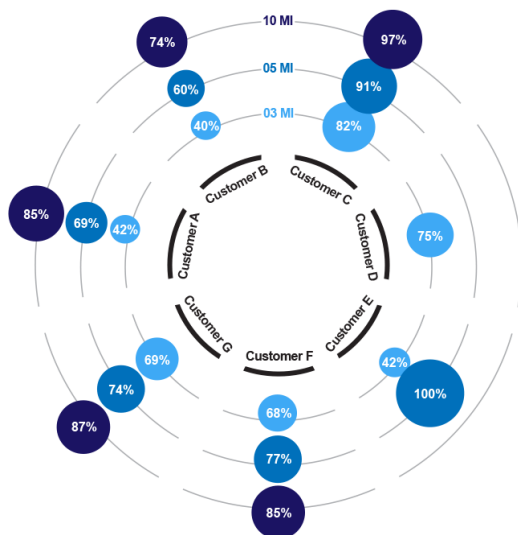 10 MI
97%
74%
05 MI
91%
60%
03 MI
82%
40%
Customer B
Customer C
85%
69%
42%
Customer A
Customer D
75%
Customer G
Customer E
69%
Customer F
42%
74%
100%
87%
68%
77%
85%